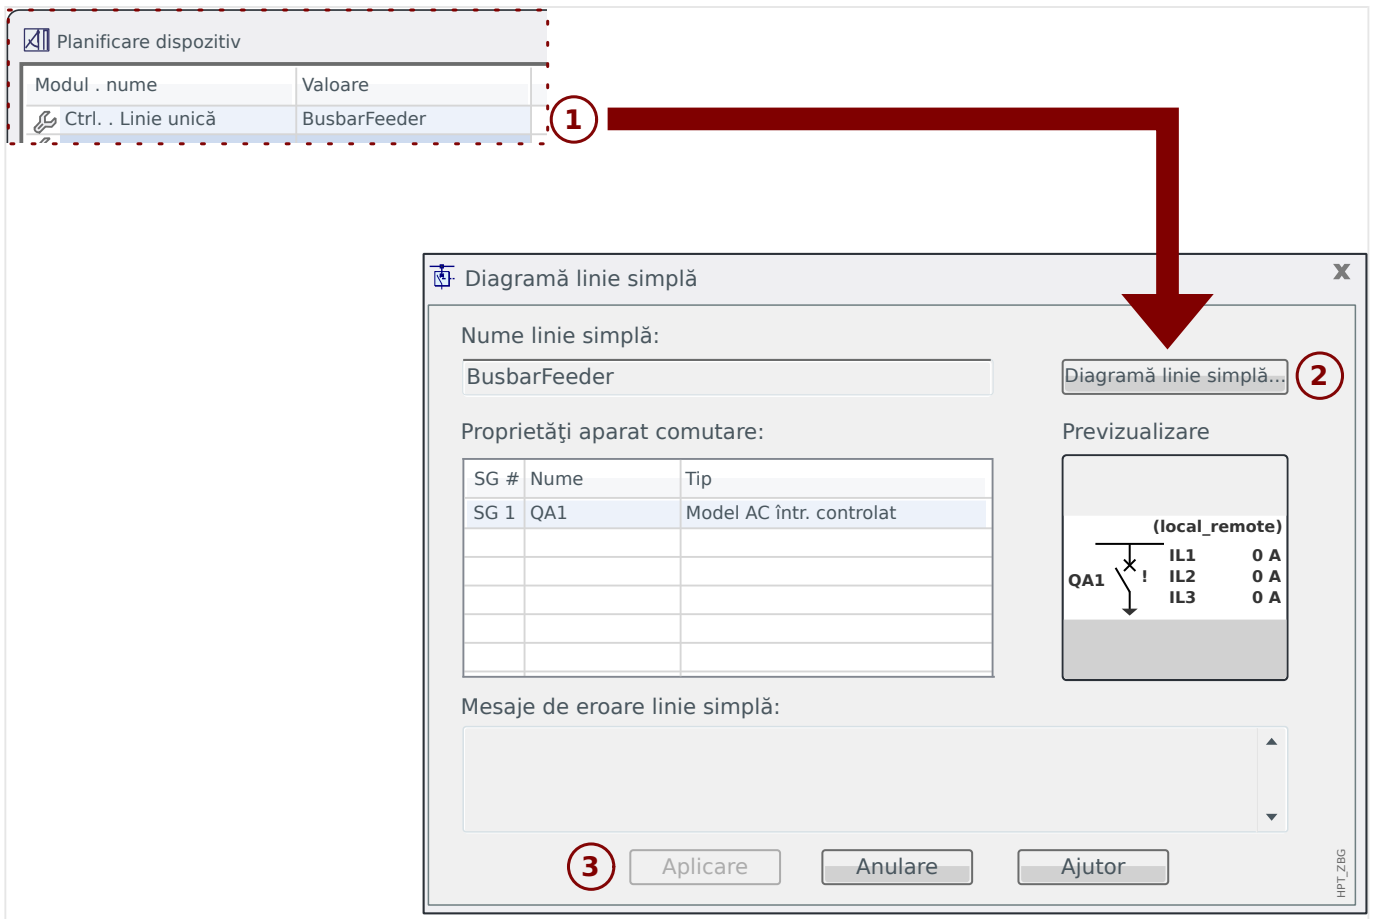 Planificare dispozitiv
Modul . nume Valoare
Ctrl. . Linie unică BusbarFeeder
1
Diagramă linie simplă x
Nume linie simplă:
BusbarFeeder
Diagramă linie simplă...
2
Proprietăţi aparat comutare: Previzualizare
SG # Nume Tip
SG 1 QA1 Model AC într. controlat
(local_remote)
IL1 0 A
QA1 ! IL2 0 A
IL3 0 A
Mesaje de eroare linie simplă:
3 Aplicare Anulare Ajutor
HPT_ZBG